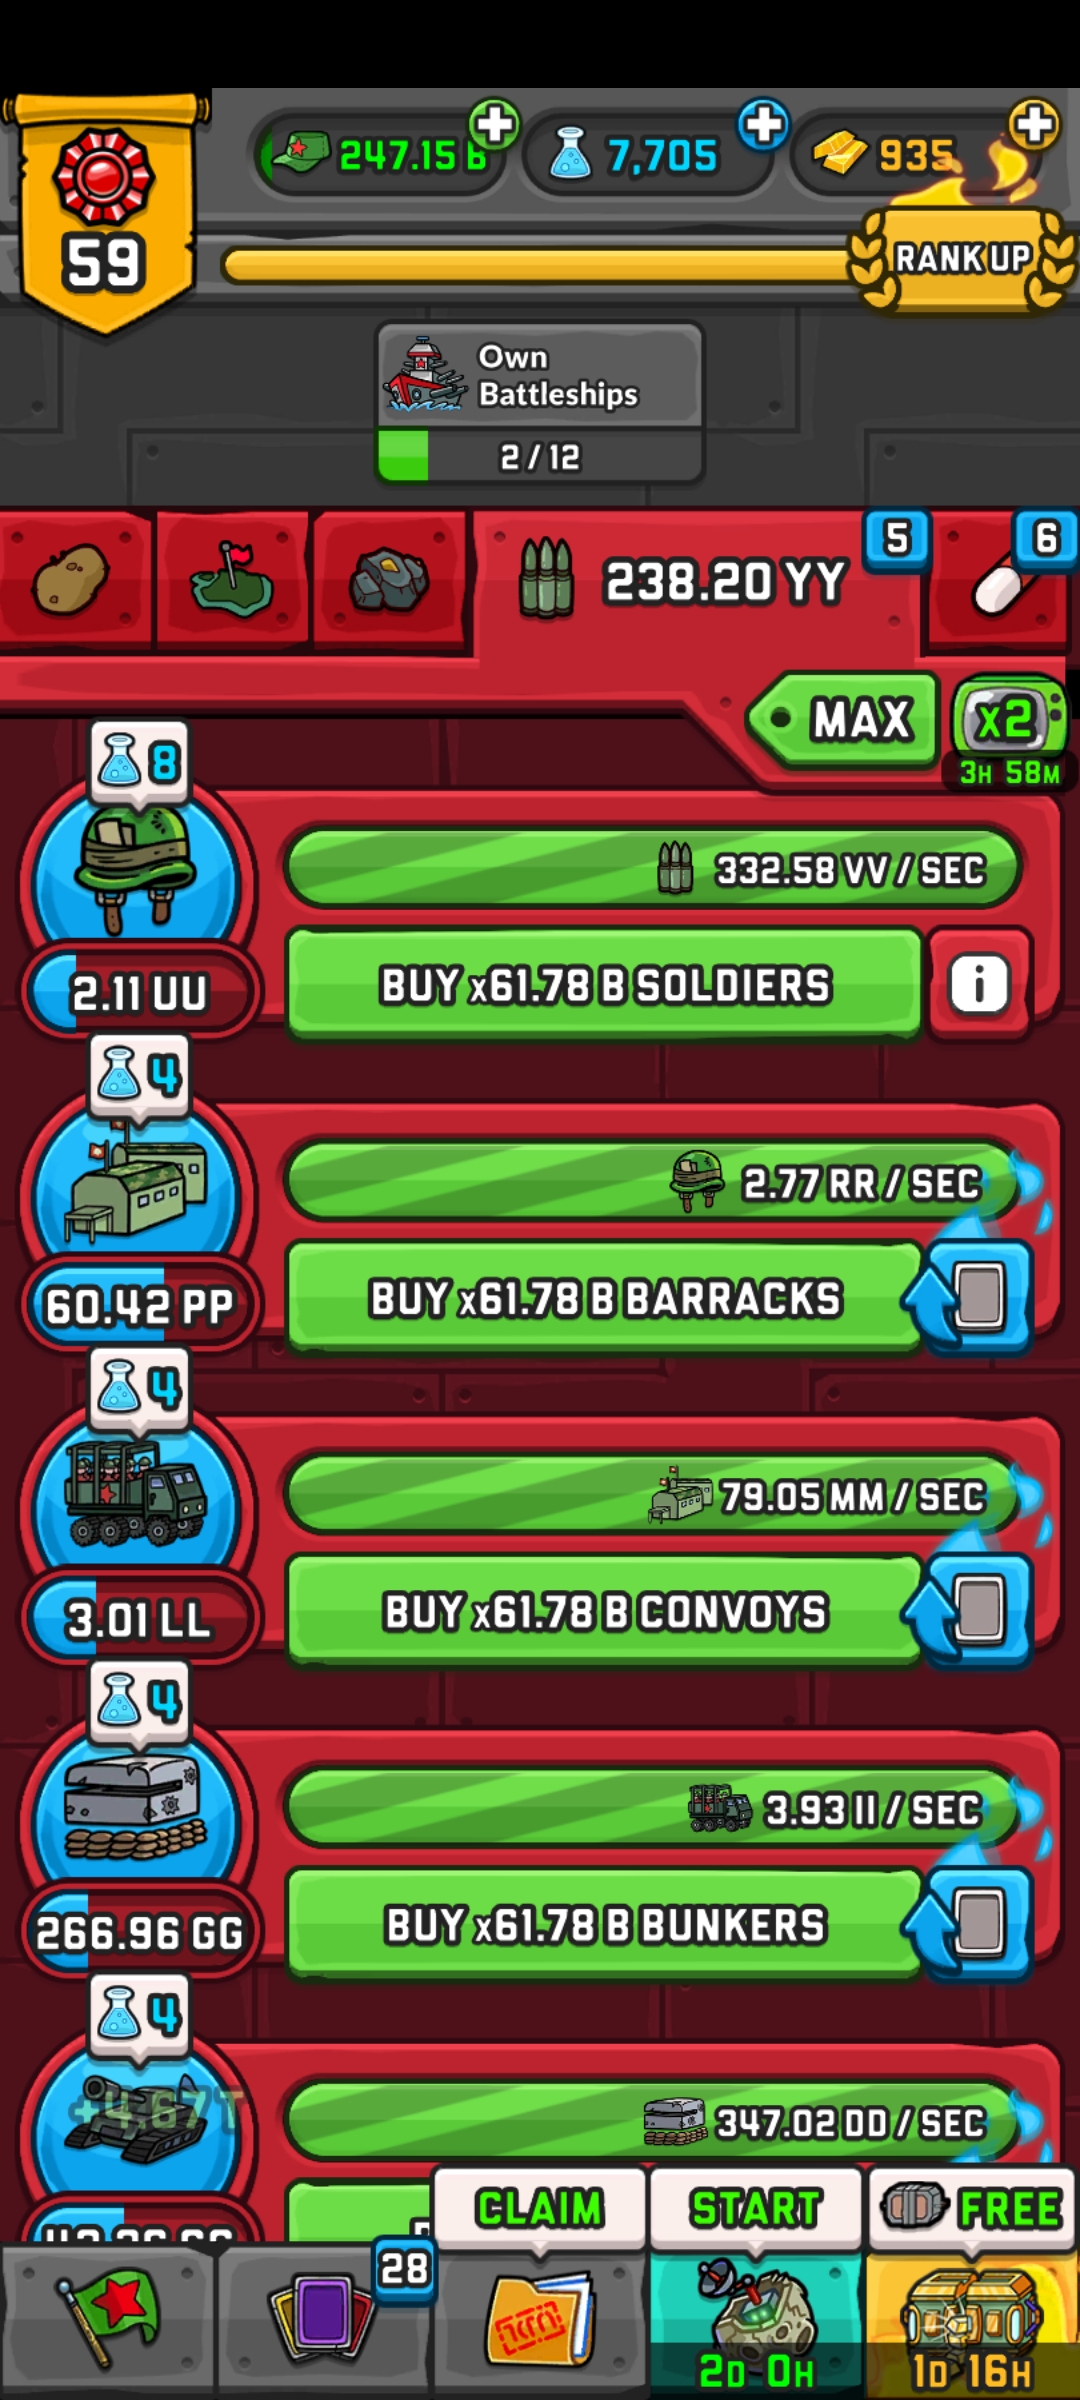 247.15 B
7,705
935
59
RANK UP
Own
Battleships
2 / 12
238.20 YY
5
6
MAX
x2
3H 58M
8
332.58 VV / SEC
2.11 UU
BUY x61.78 B SOLDIERS
i
4
2.77 RR / SEC
60.42 PP
BUY x61.78 B BARRACKS
4
79.05 MM / SEC
3.01 LL
BUY x61.78 B CONVOYS
4
3.93 II / SEC
266.96 GG
BUY x61.78 B BUNKERS
4
+4.67T
347.02 DD / SEC
CLAIM
START
FREE
28
2D 0H
1D 16H